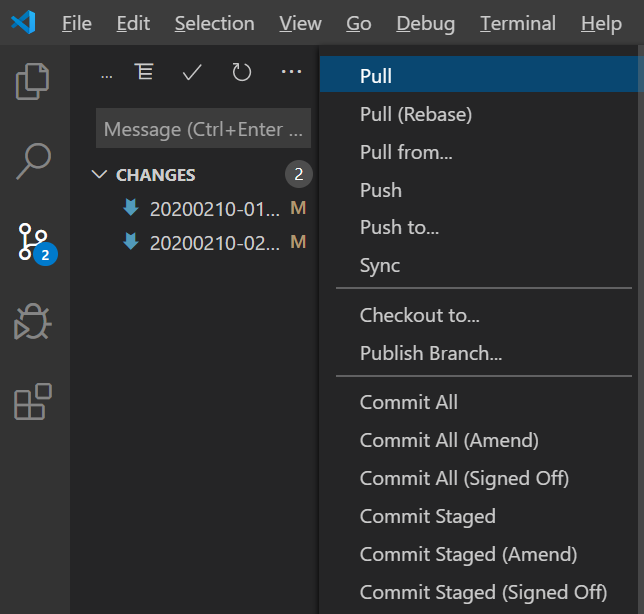 File Edit Selection View Go Debug Terminal Help
...
Message (Ctrl+Enter ...
CHANGES 2
20200210-01... M
20200210-02... M
2
Pull
Pull (Rebase)
Pull from...
Push
Push to...
Sync
Checkout to...
Publish Branch...
Commit All
Commit All (Amend)
Commit All (Signed Off)
Commit Staged
Commit Staged (Amend)
Commit Staged (Signed Off)